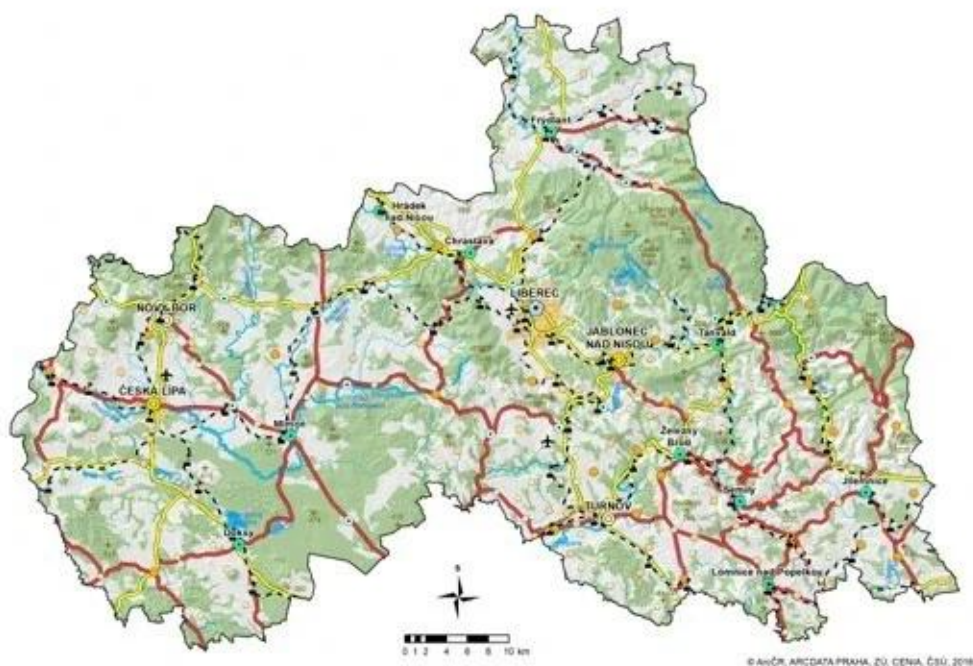 Frýdlant
Hrádek
nad Nisou
Chrastava
LIBEREC
NOVÝ BOR
JABLONEC
NAD NISOU
Tanvald
ČESKÁ LÍPA
Mimoň
Železný
Brod
Semily
Jilemnice
TURNOV
Doksy
Lomnice nad Popelkou
S
0 1 2 4 6 8 10 km
© ArcČR, ARCDATA PRAHA, ZÚ, CENIA, ČSÚ, 2016